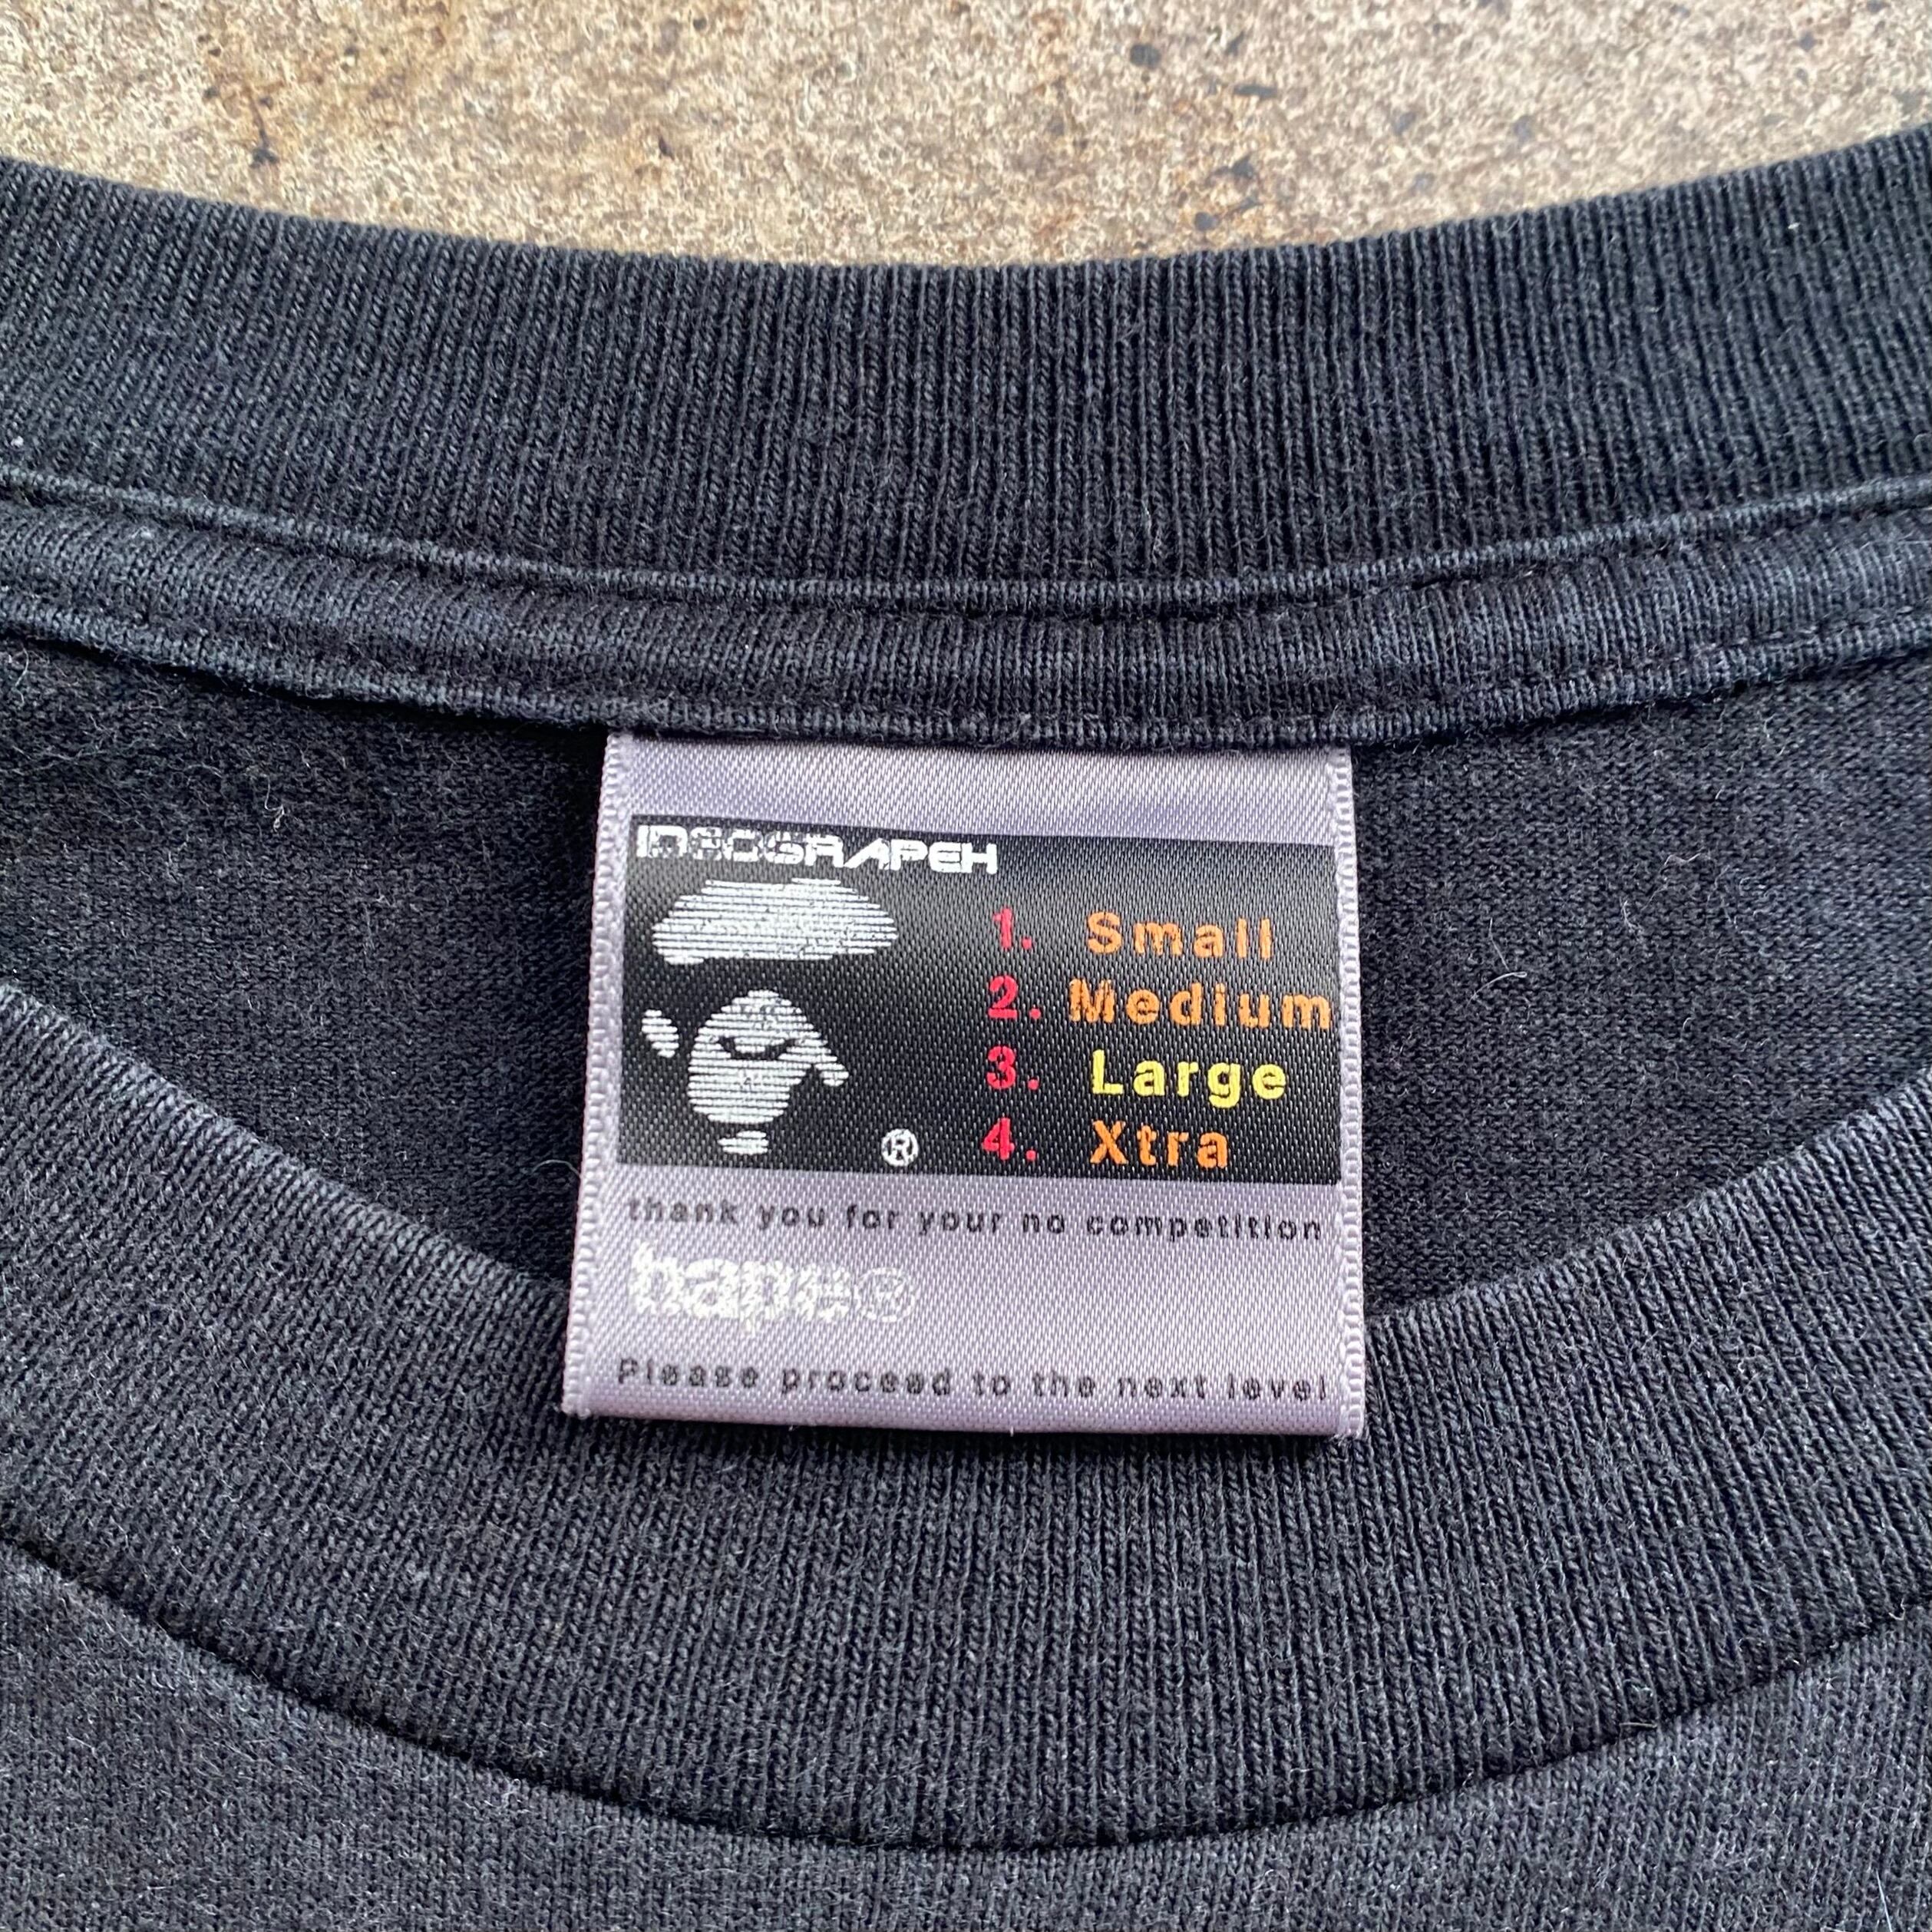 IDEOGRAPEH
1. Small
2. Medium
3. Large
4. Xtra
®
thank you for your no competition
bape®
Please proceed to the next level